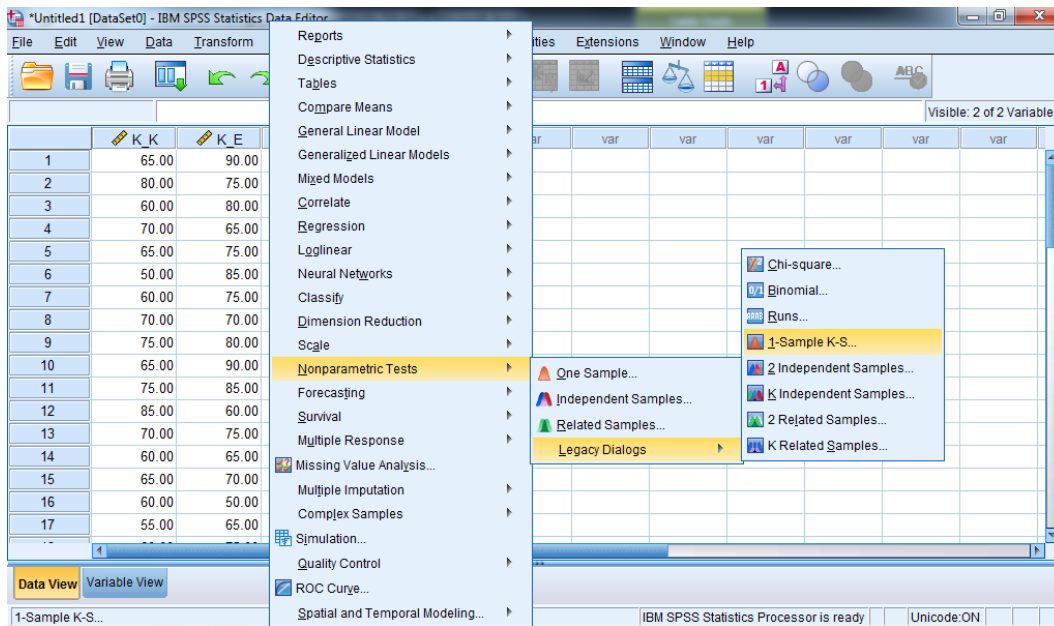 *Untitled1 [DataSet0] - IBM SPSS Statistics Data Editor
File Edit View Data Transform Extensions Window Help
Visible: 2 of 2 Variable
K_K K_E var var var var var var
1 65.00 90.00
2 80.00 75.00
3 60.00 80.00
4 70.00 65.00
5 65.00 75.00
6 50.00 85.00
7 60.00 75.00
8 70.00 70.00
9 75.00 80.00
10 65.00 90.00
11 75.00 85.00
12 85.00 60.00
13 70.00 75.00
14 60.00 65.00
15 65.00 70.00
16 60.00 50.00
17 55.00 65.00
Reports
Descriptive Statistics
Tables
Compare Means
General Linear Model
Generalized Linear Models
Mixed Models
Correlate
Regression
Loglinear
Neural Networks
Classify
Dimension Reduction
Scale
Nonparametric Tests
Forecasting
Survival
Multiple Response
Missing Value Analysis...
Multiple Imputation
Complex Samples
Simulation...
Quality Control
ROC Curve...
Spatial and Temporal Modeling...
One Sample...
Independent Samples...
Related Samples...
Legacy Dialogs
Chi-square...
Binomial...
Runs...
1-Sample K-S...
2 Independent Samples...
K Independent Samples...
2 Related Samples...
K Related Samples...
Data View Variable View
1-Sample K-S... IBM SPSS Statistics Processor is ready Unicode:ON